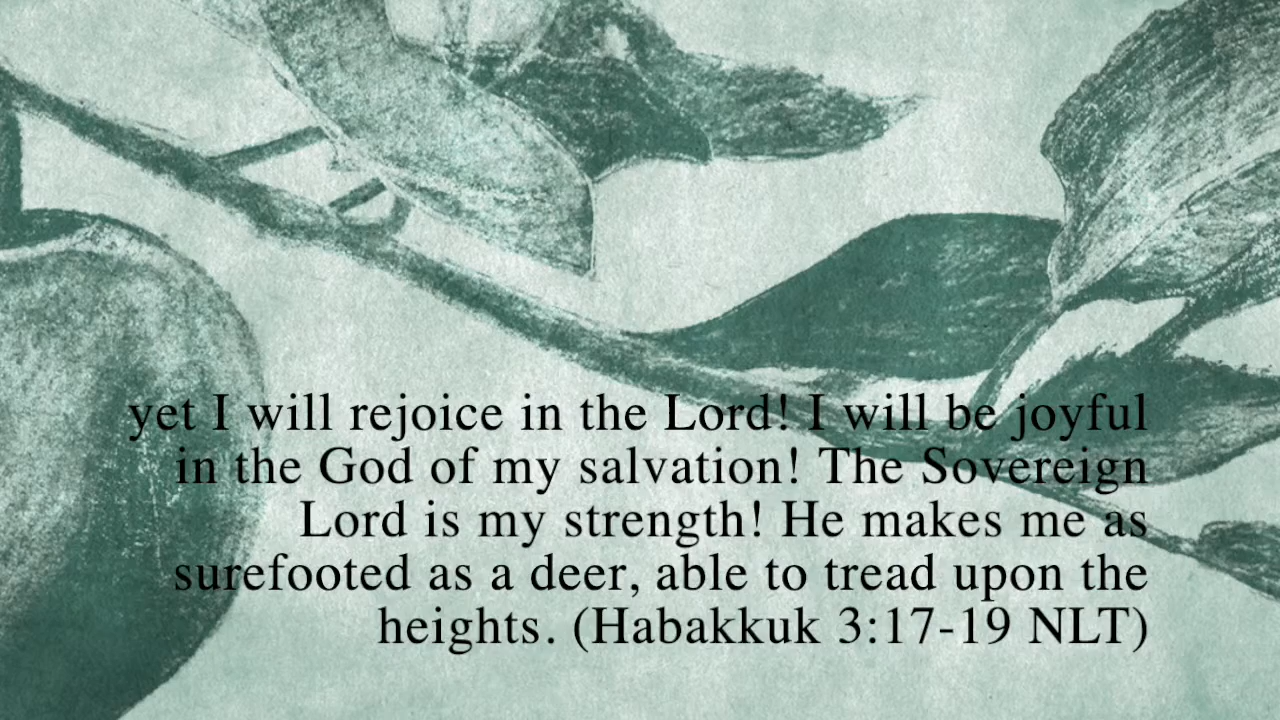 yet I will rejoice in the Lord! I will be joyful
in the God of my salvation! The Sovereign
Lord is my strength! He makes me as
surefooted as a deer, able to tread upon the
heights. (Habakkuk 3:17-19 NLT)